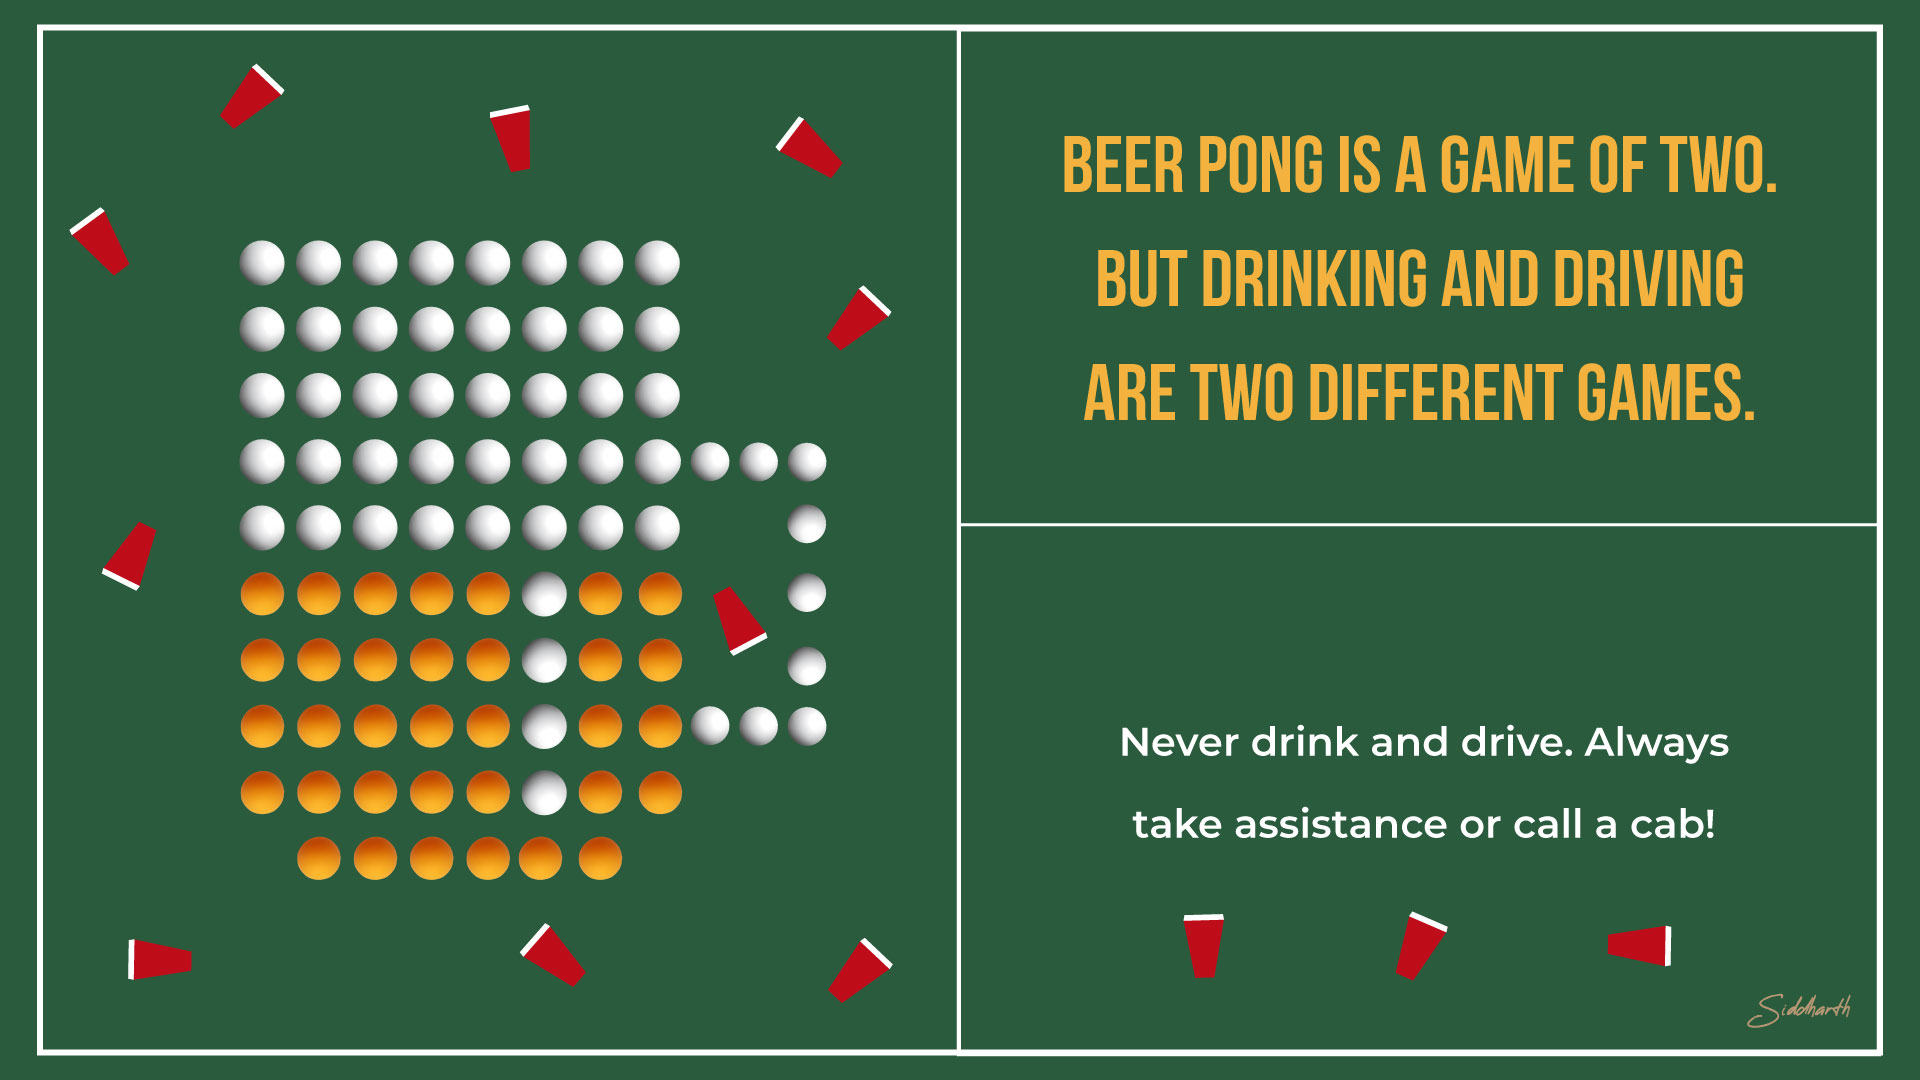 BEER PONG IS A GAME OF TWO.
BUT DRINKING AND DRIVING
ARE TWO DIFFERENT GAMES.
Never drink and drive. Always
take assistance or call a cab!
Siddharth